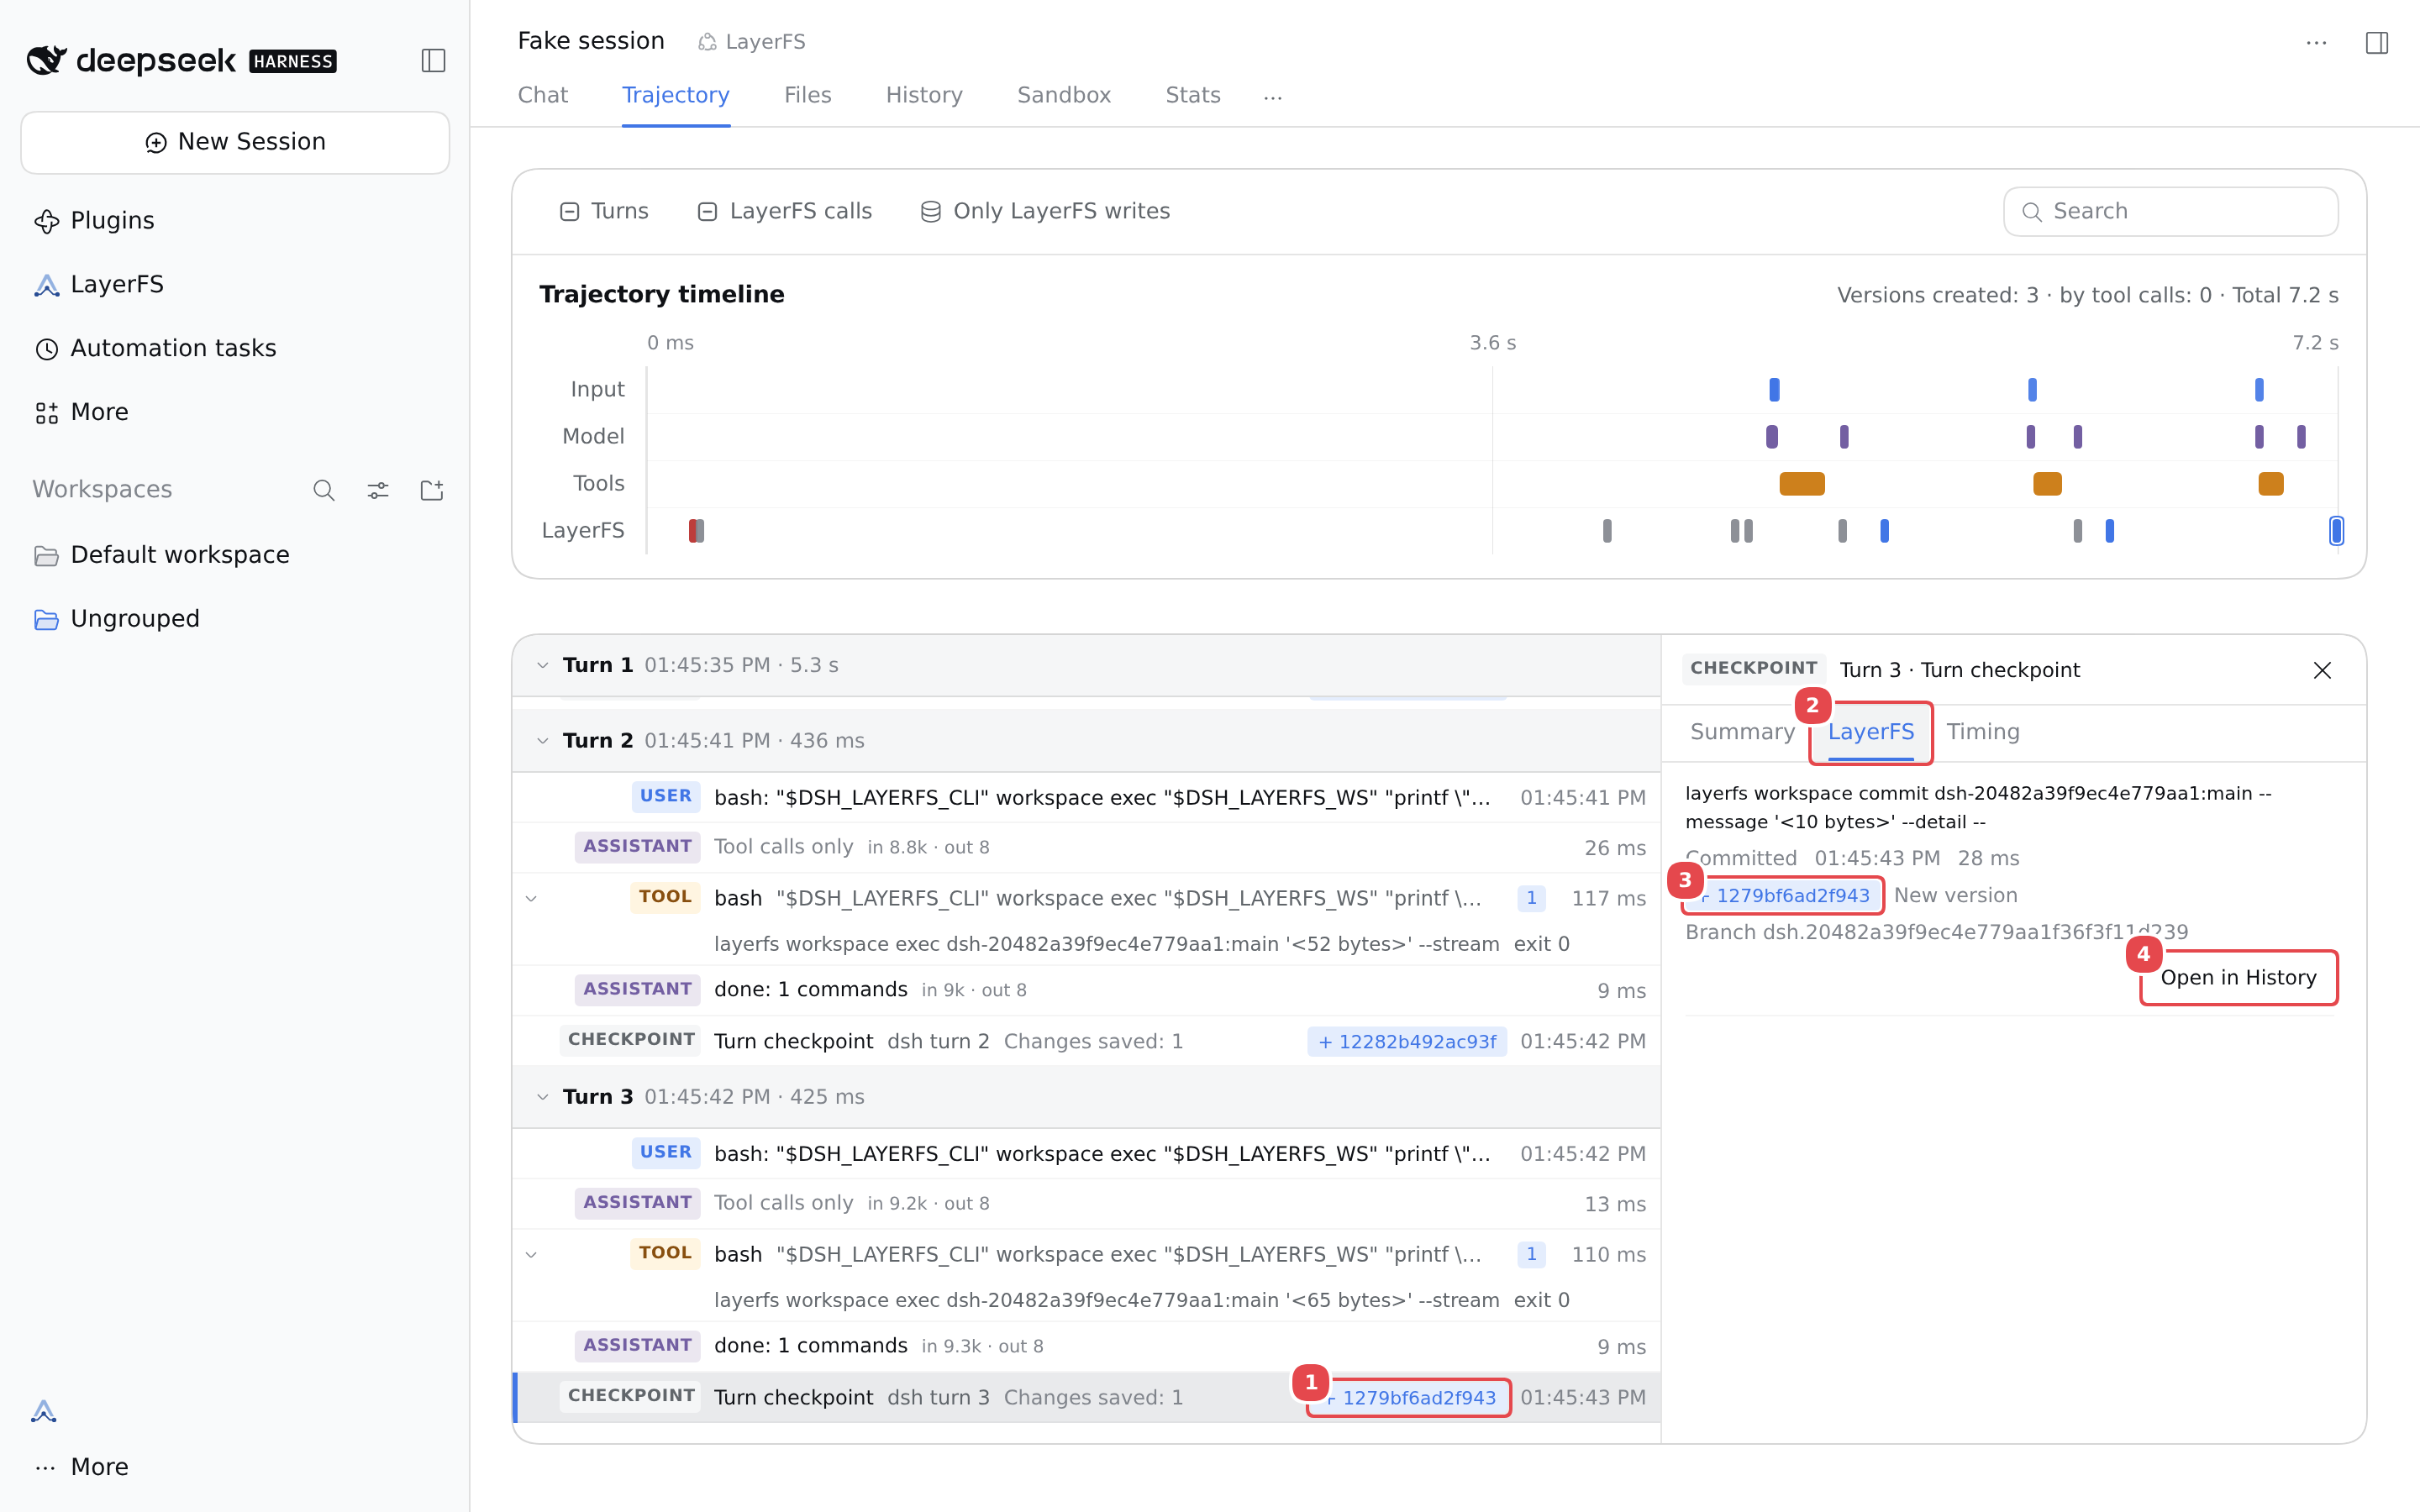 deepseek HARNESS
New Session
Plugins
LayerFS
Automation tasks
More
Workspaces
Default workspace
Ungrouped
More
Fake session LayerFS
Chat Trajectory Files History Sandbox Stats ...
Turns LayerFS calls Only LayerFS writes Search
Trajectory timeline Versions created: 3 · by tool calls: 0 · Total 7.2 s
0 ms 3.6 s 7.2 s
Input
Model
Tools
LayerFS
Turn 1 01:45:35 PM · 5.3 s
Turn 2 01:45:41 PM · 436 ms
USER bash: "$DSH_LAYERFS_CLI" workspace exec "$DSH_LAYERFS_WS" "printf \"... 01:45:41 PM
ASSISTANT Tool calls only in 8.8k · out 8 26 ms
TOOL bash "$DSH_LAYERFS_CLI" workspace exec "$DSH_LAYERFS_WS" "printf \... 1 117 ms
layerfs workspace exec dsh-20482a39f9ec4e779aa1:main '<52 bytes>' --stream exit 0
ASSISTANT done: 1 commands in 9k · out 8 9 ms
CHECKPOINT Turn checkpoint dsh turn 2 Changes saved: 1 + 12282b492ac93f 01:45:42 PM
Turn 3 01:45:42 PM · 425 ms
USER bash: "$DSH_LAYERFS_CLI" workspace exec "$DSH_LAYERFS_WS" "printf \"... 01:45:42 PM
ASSISTANT Tool calls only in 9.2k · out 8 13 ms
TOOL bash "$DSH_LAYERFS_CLI" workspace exec "$DSH_LAYERFS_WS" "printf \... 1 110 ms
layerfs workspace exec dsh-20482a39f9ec4e779aa1:main '<65 bytes>' --stream exit 0
ASSISTANT done: 1 commands in 9.3k · out 8 9 ms
CHECKPOINT Turn checkpoint dsh turn 3 Changes saved: 1 1 + 1279bf6ad2f943 01:45:43 PM
CHECKPOINT Turn 3 · Turn checkpoint
2
Summary LayerFS Timing
layerfs workspace commit dsh-20482a39f9ec4e779aa1:main --
message '<10 bytes>' --detail --
Committed 01:45:43 PM 28 ms
3 + 1279bf6ad2f943 New version
Branch dsh.20482a39f9ec4e779aa1f36f3f11d239
4 Open in History